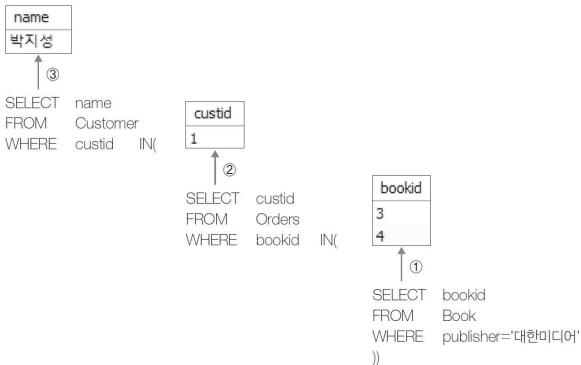 name
박지성
③
SELECT name
FROM Customer
WHERE custid IN(
custid
1
②
SELECT custid
FROM Orders
WHERE bookid IN(
bookid
3
4
①
SELECT bookid
FROM Book
WHERE publisher='대한미디어'
))